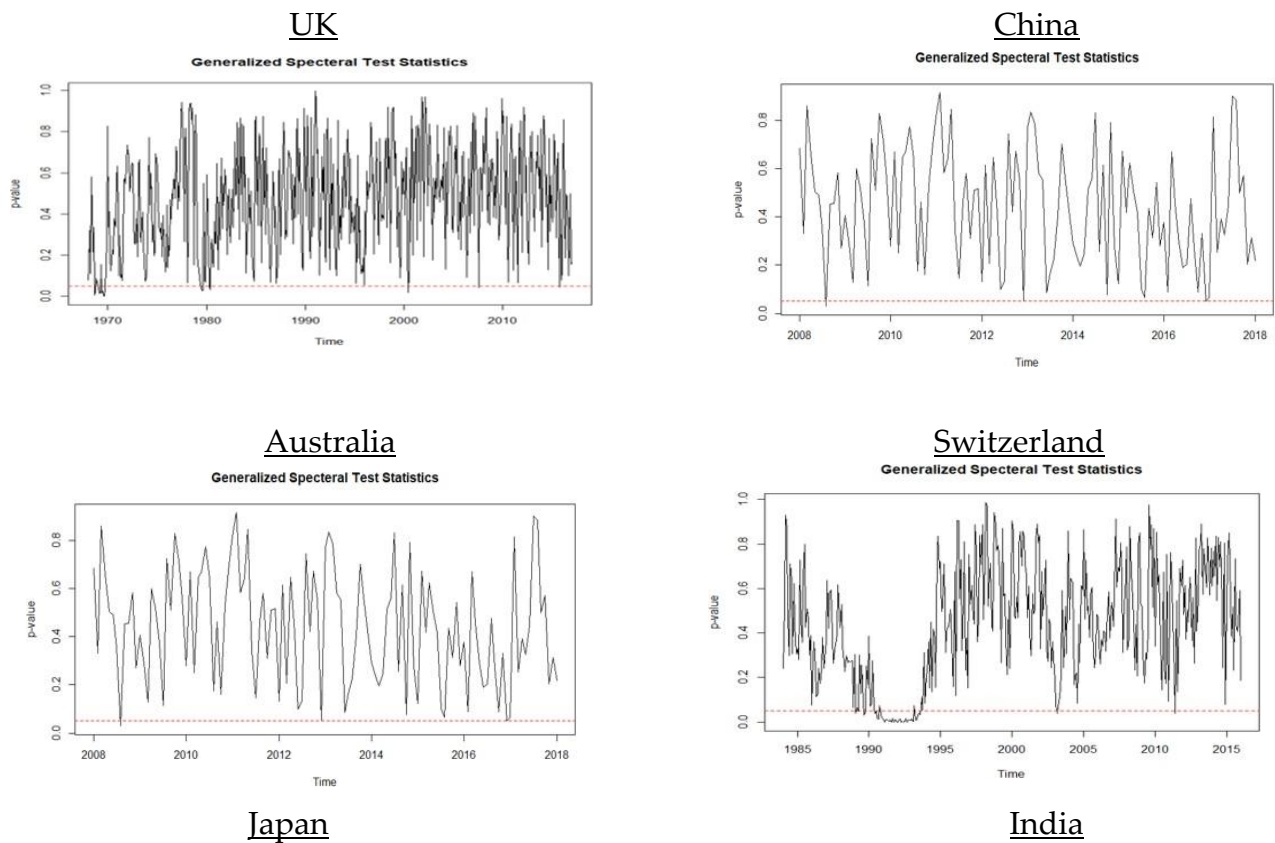 UK
Generalized Specteral Test Statistics
p-value
0.0 0.2 0.4 0.6 0.8 1.0
1970 1980 1990 2000 2010
Time
China
Generalized Specteral Test Statistics
p-value
0.0 0.2 0.4 0.6 0.8
2008 2010 2012 2014 2016 2018
Time
Australia
Generalized Specteral Test Statistics
p-value
0.0 0.2 0.4 0.6 0.8
2008 2010 2012 2014 2016 2018
Time
Switzerland
Generalized Specteral Test Statistics
p-value
0.0 0.2 0.4 0.6 0.8 1.0
1985 1990 1995 2000 2005 2010 2015
Time
Japan
India